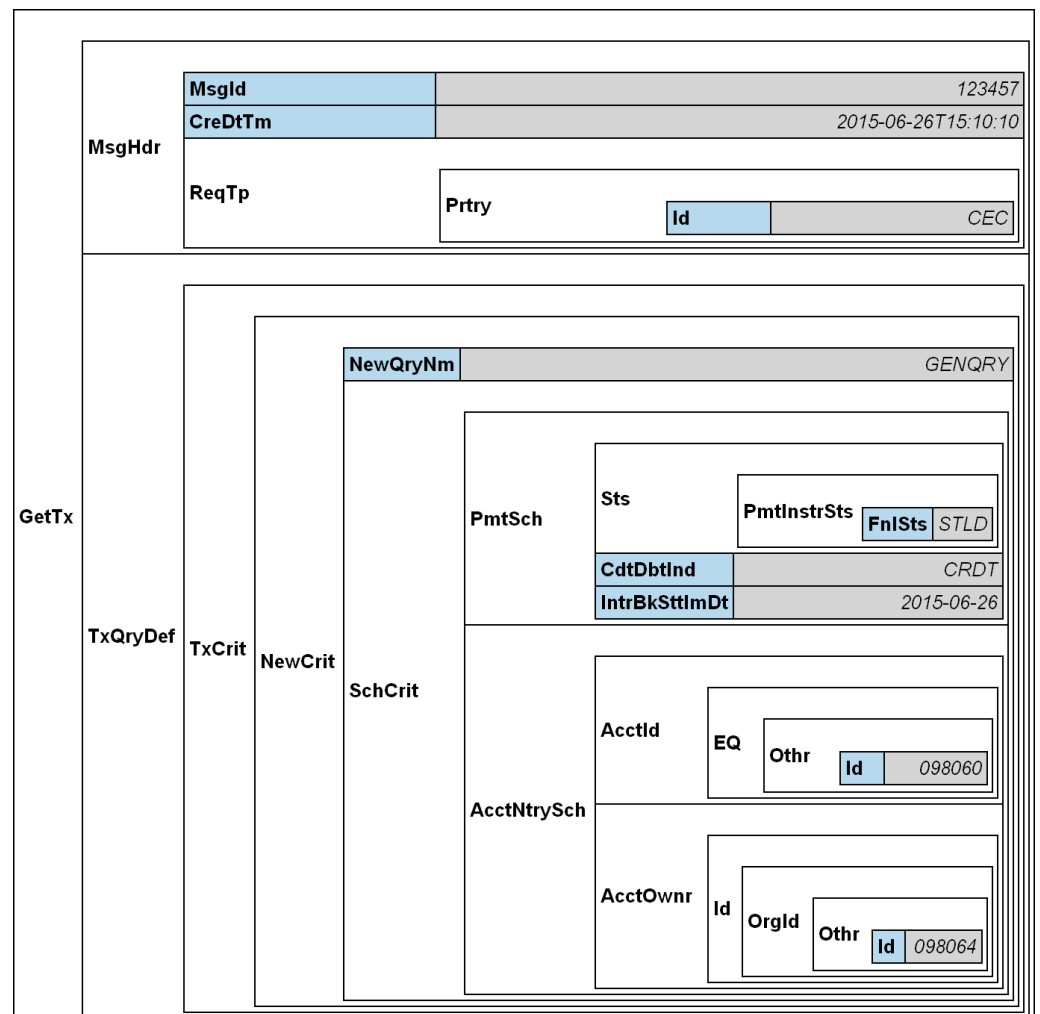 MsgId 123457
CreDtTm 2015-06-26T15:10:10
MsgHdr
ReqTp
Prtry
Id CEC
NewQryNm GENQRY
Sts
PmtInstrSts
FnlSts STLD
GetTx
PmtSch
CdtDbtInd CRDT
IntrBkSttlmDt 2015-06-26
TxQryDef
TxCrit
NewCrit
SchCrit
AcctId
EQ
Othr
Id 098060
AcctNtrySch
AcctOwnr
Id
OrgId
Othr
Id 098064